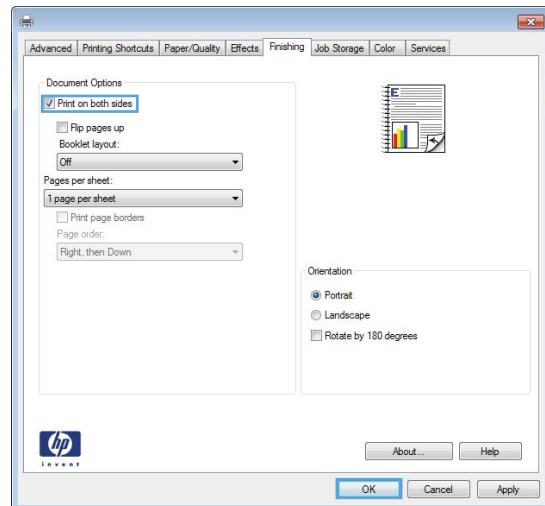 Advanced Printing Shortcuts Paper/Quality Effects Finishing Job Storage Color Services
Document Options
Print on both sides
Flip pages up
Booklet layout:
Off
Pages per sheet:
1 page per sheet
Print page borders
Page order:
Right, then Down
E
Orientation
Portrait
Landscape
Rotate by 180 degrees
hp
invent
About... Help
OK Cancel Apply